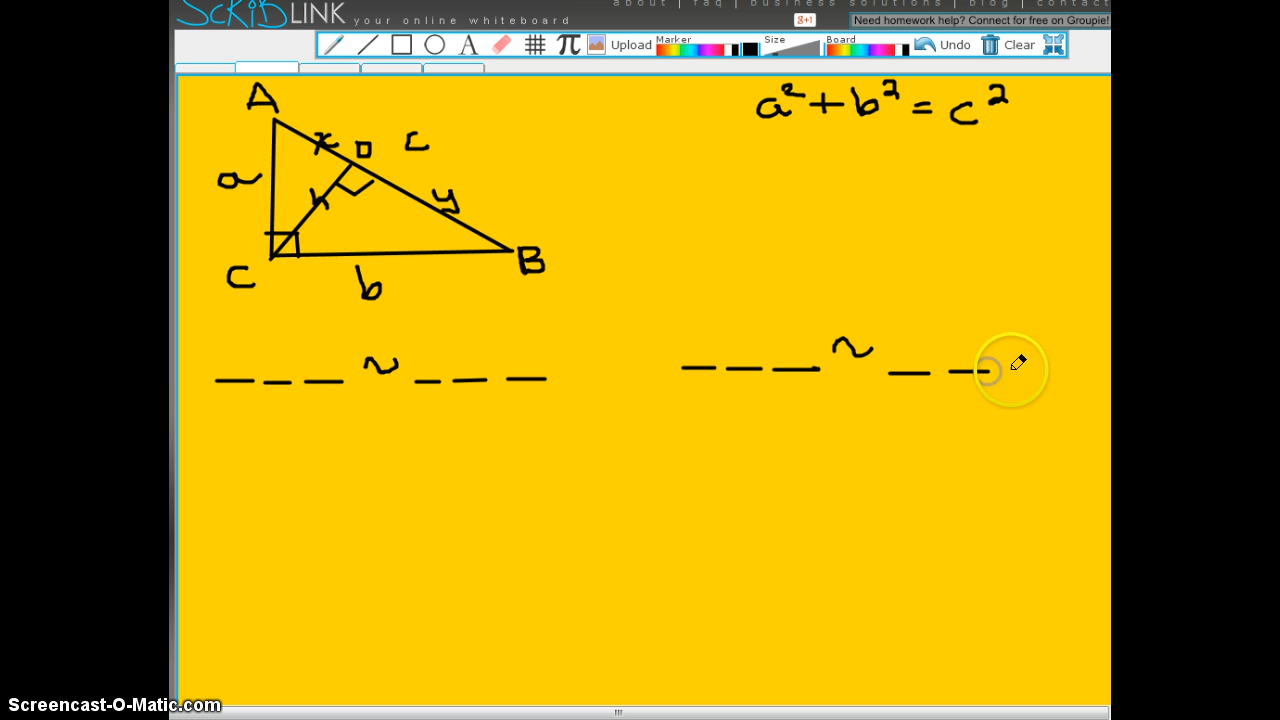 SCRIBLINK your online whiteboard
about | faq | business solutions | blog | contact
g+1
Need homework help? Connect for free on Groupie!
A π Upload Marker Size Board Undo Clear
A
a² + b² = c²
x D c
a
h y
C b B
~ ~
Screencast-O-Matic.com